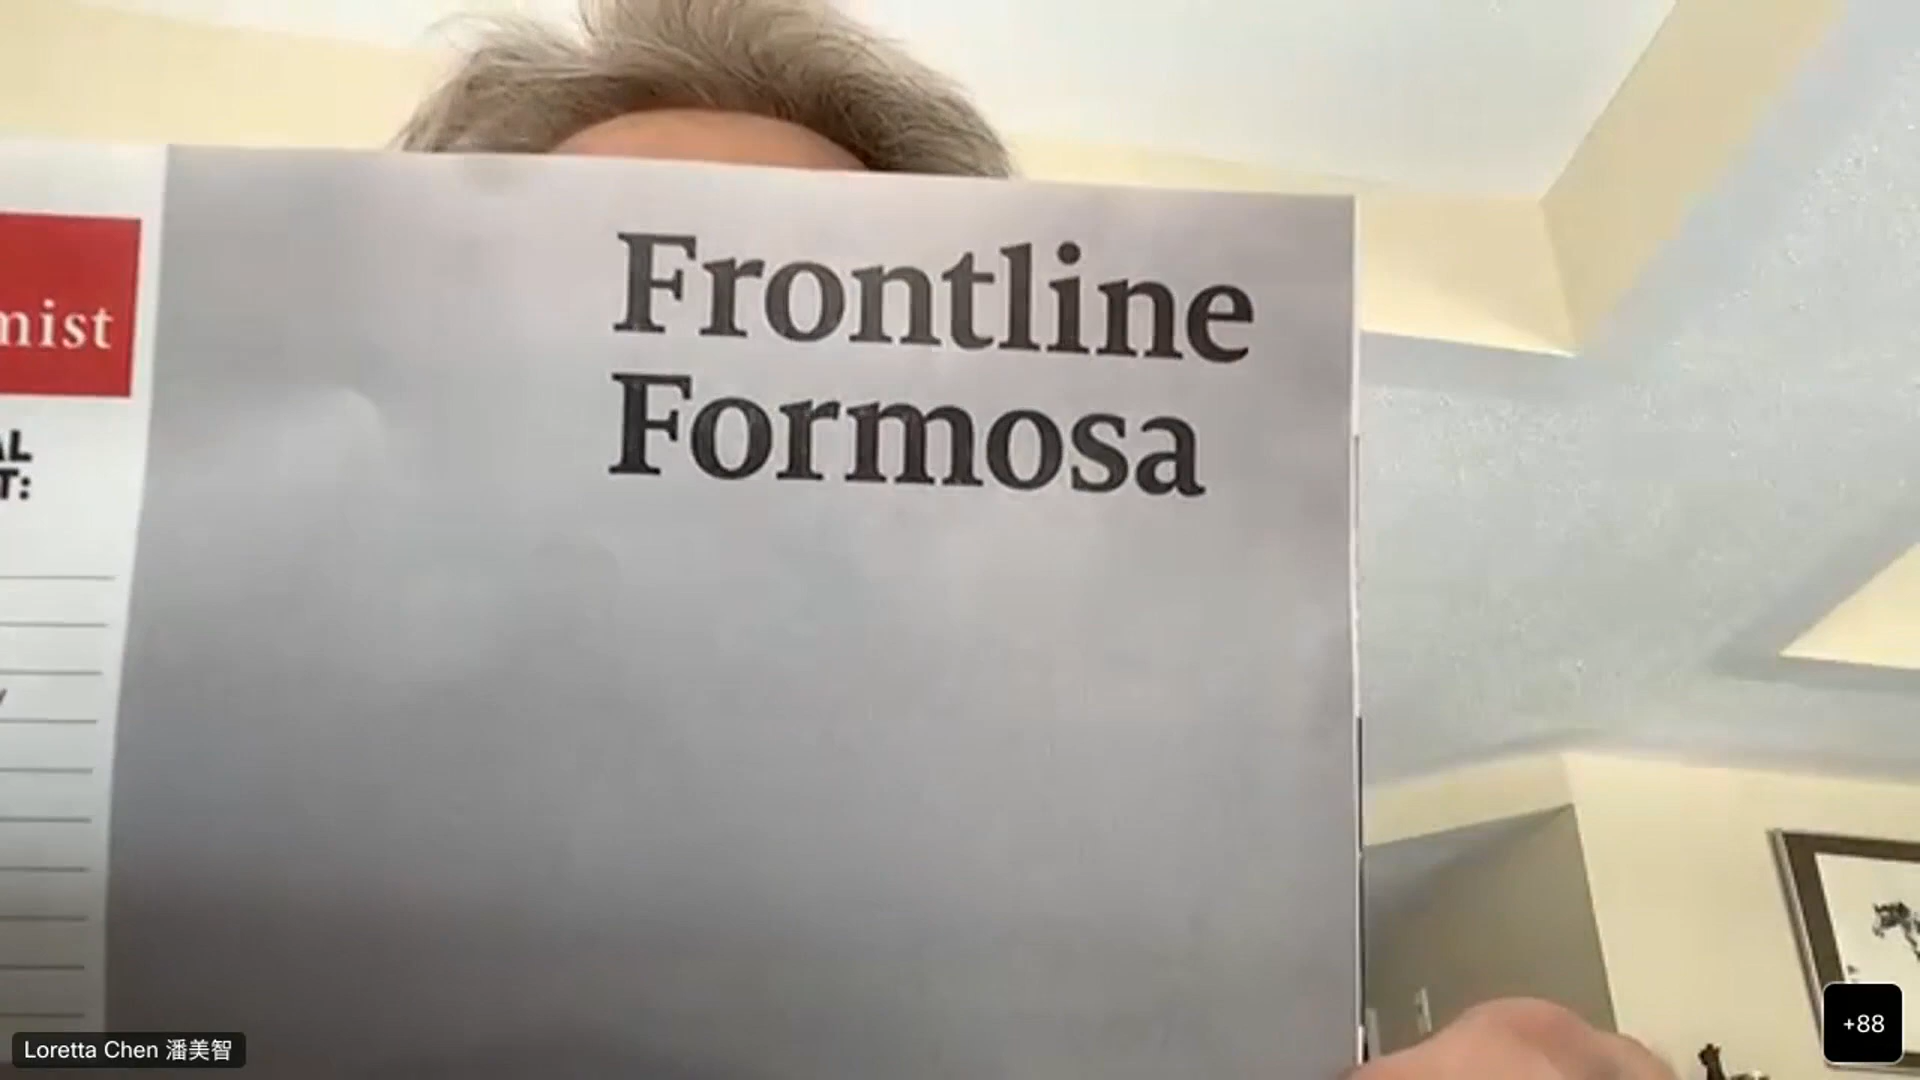 mist
AL
T:
y
Frontline
Formosa
Loretta Chen 潘美智
+88